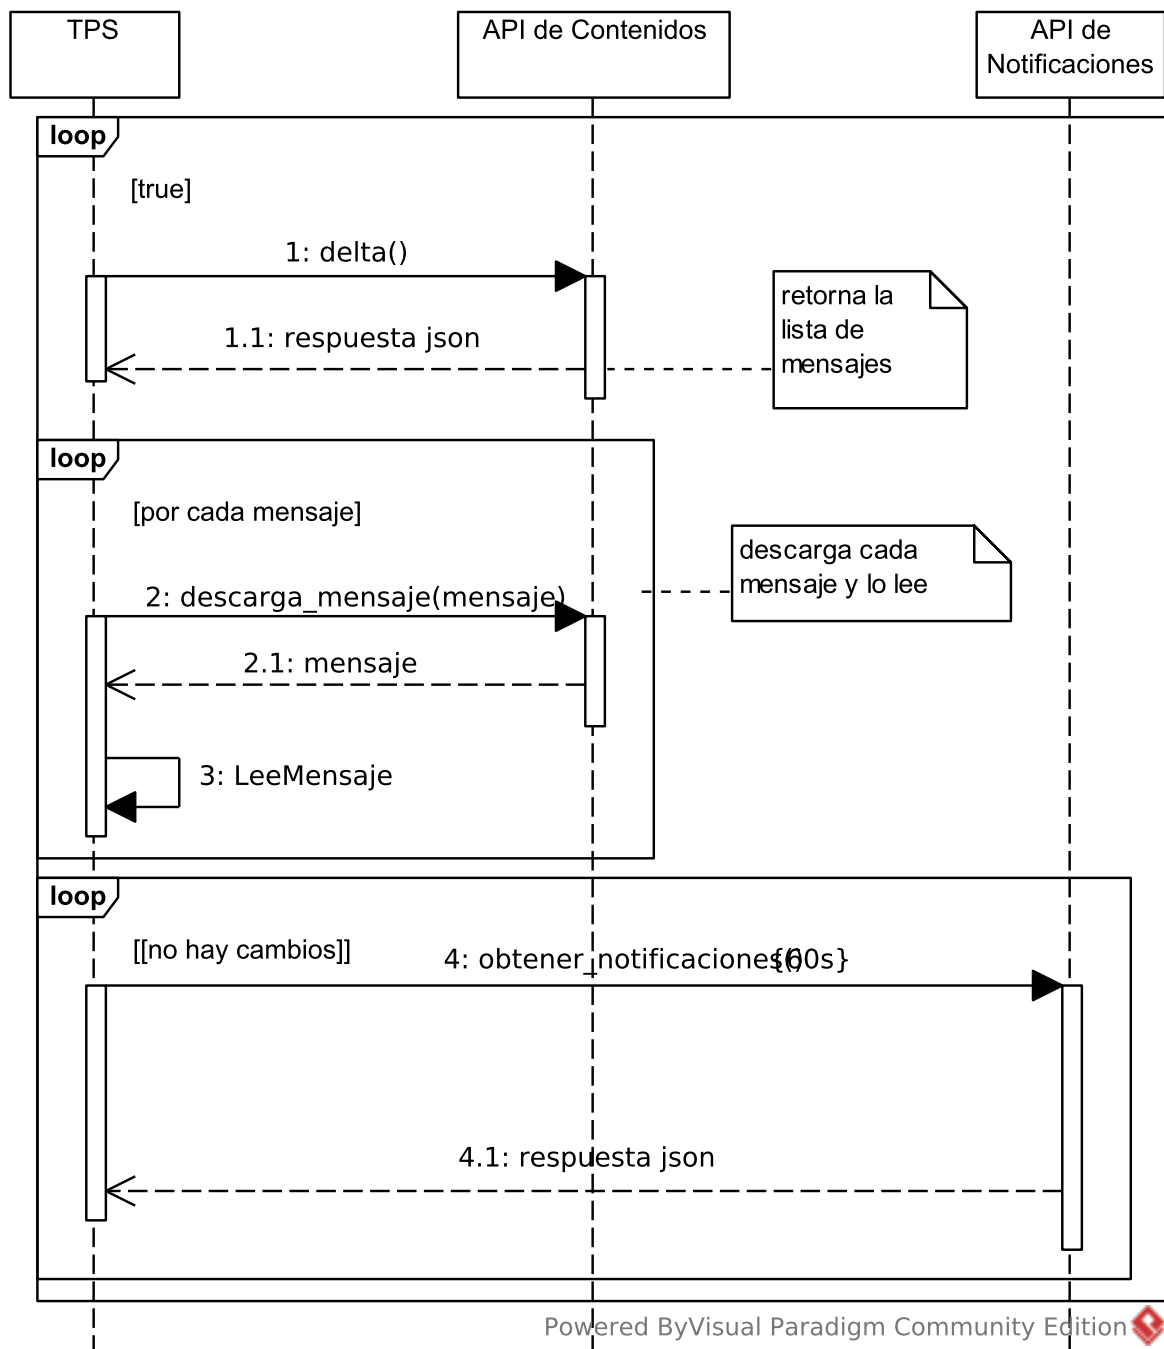 TPS
API de Contenidos
API de
Notificaciones
loop
[true]
1: delta()
retorna la
lista de
mensajes
1.1: respuesta json
loop
[por cada mensaje]
descarga cada
mensaje y lo lee
2: descarga_mensaje(mensaje)
2.1: mensaje
3: LeeMensaje
loop
[[no hay cambios]]
4: obtener_notificaciones()
{60s}
4.1: respuesta json
Powered ByVisual Paradigm Community Edition